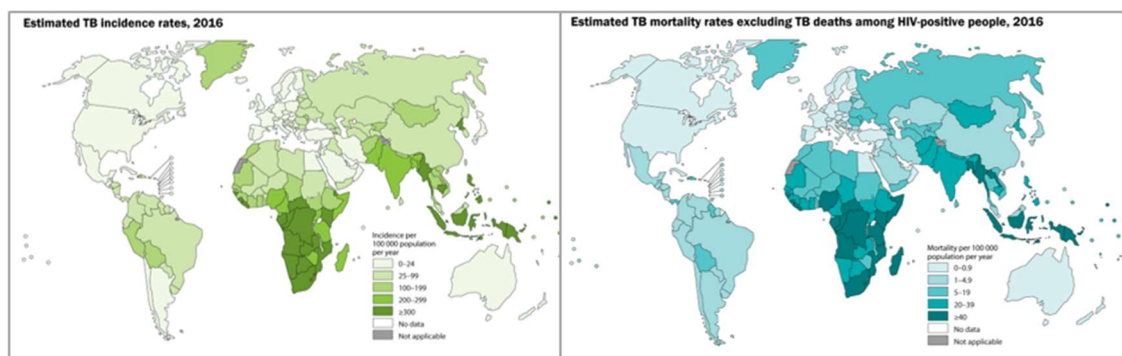 Estimated TB incidence rates, 2016
Incidence per
100 000 population
per year
0–24
25–99
100–199
200–299
≥300
No data
Not applicable
Estimated TB mortality rates excluding TB deaths among HIV-positive people, 2016
Mortality per 100 000
population per year
0–0.9
1–4.9
5–19
20–39
≥40
No data
Not applicable